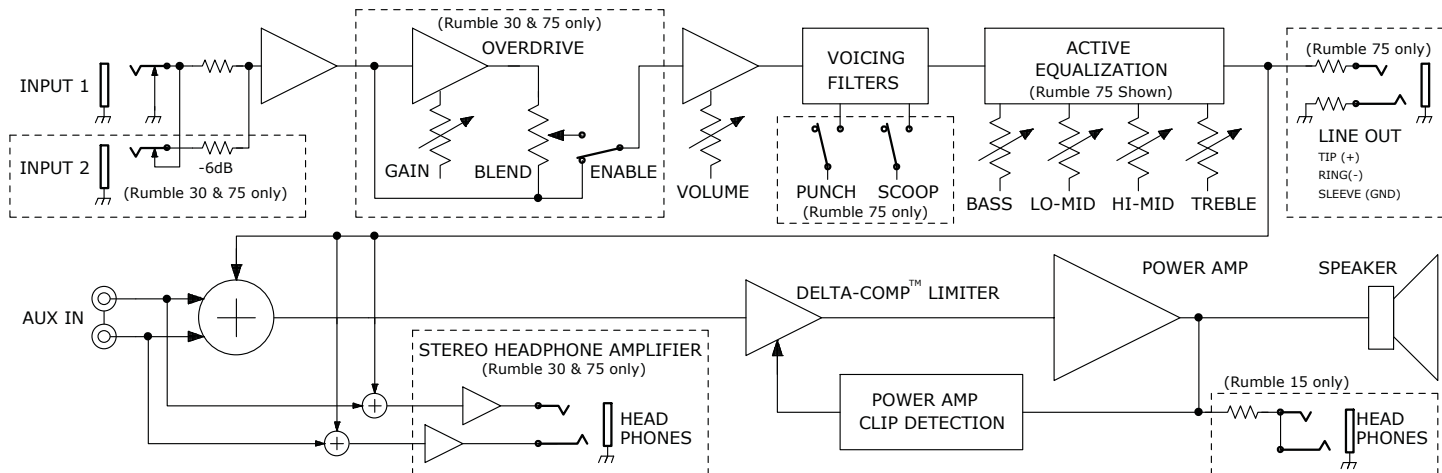 INPUT 1
INPUT 2
-6dB
(Rumble 30 & 75 only)
(Rumble 30 & 75 only)
OVERDRIVE
GAIN
BLEND
ENABLE
VOLUME
VOICING
FILTERS
PUNCH
SCOOP
(Rumble 75 only)
ACTIVE
EQUALIZATION
(Rumble 75 Shown)
BASS
LO-MID
HI-MID
TREBLE
(Rumble 75 only)
LINE OUT
TIP (+)
RING(-)
SLEEVE (GND)
AUX IN
STEREO HEADPHONE AMPLIFIER
(Rumble 30 & 75 only)
HEAD
PHONES
DELTA-COMP™ LIMITER
POWER AMP
SPEAKER
POWER AMP
CLIP DETECTION
(Rumble 15 only)
HEAD
PHONES